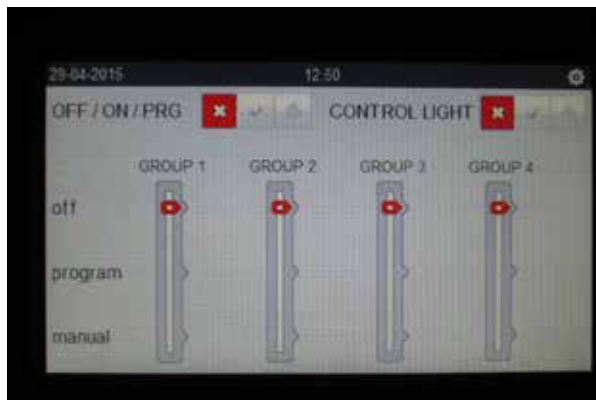 29-04-2015 12:50
OFF / ON / PRG CONTROL LIGHT
GROUP 1 GROUP 2 GROUP 3 GROUP 4
off
program
manual